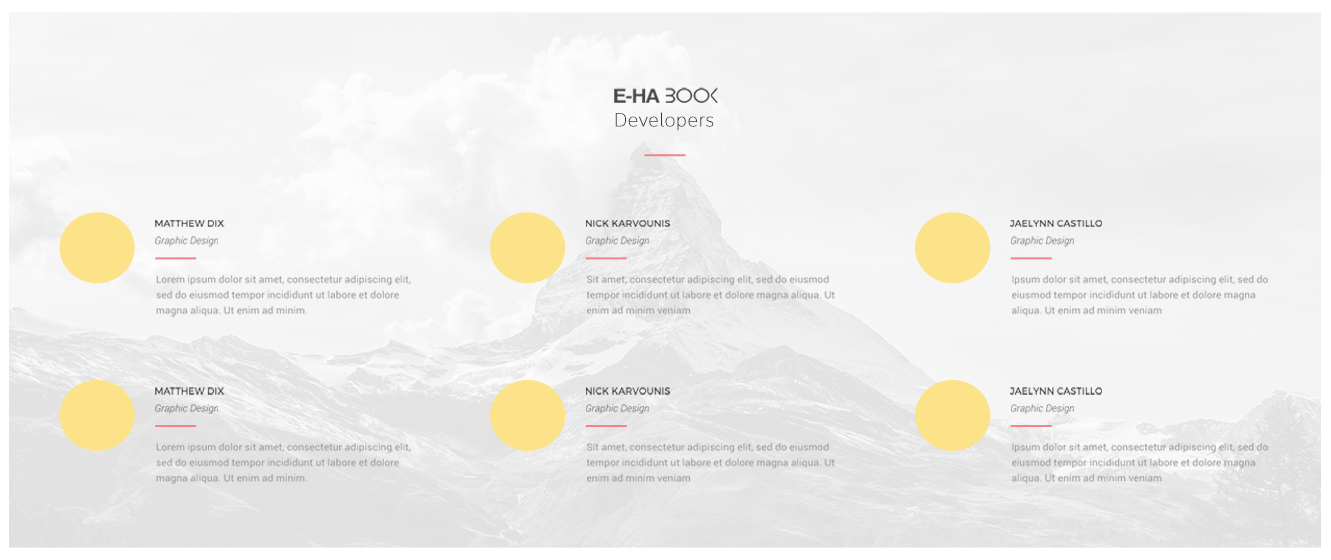 E-HA BOOK
Developers
MATTHEW DIX
Graphic Design
Lorem ipsum dolor sit amet, consectetur adipiscing elit,
sed do eiusmod tempor incididunt ut labore et dolore
magna aliqua. Ut enim ad minim.
NICK KARVOUNIS
Graphic Design
Sit amet, consectetur adipiscing elit, sed do eiusmod
tempor incididunt ut labore et dolore magna aliqua. Ut
enim ad minim veniam
JAELYNN CASTILLO
Graphic Design
Ipsum dolor sit amet, consectetur adipiscing elit, sed do
eiusmod tempor incididunt ut labore et dolore magna
aliqua. Ut enim ad minim veniam
MATTHEW DIX
Graphic Design
Lorem ipsum dolor sit amet, consectetur adipiscing elit,
sed do eiusmod tempor incididunt ut labore et dolore
magna aliqua. Ut enim ad minim.
NICK KARVOUNIS
Graphic Design
Sit amet, consectetur adipiscing elit, sed do eiusmod
tempor incididunt ut labore et dolore magna aliqua. Ut
enim ad minim veniam
JAELYNN CASTILLO
Graphic Design
Ipsum dolor sit amet, consectetur adipiscing elit, sed do
eiusmod tempor incididunt ut labore et dolore magna
aliqua. Ut enim ad minim veniam